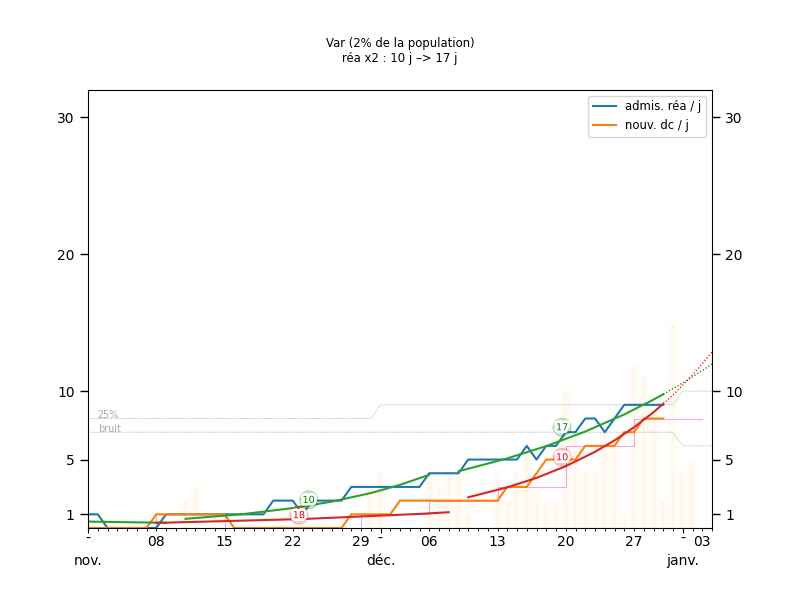 Var (2% de la population)
réa x2 : 10 j –> 17 j
admis. réa / j
nouv. dc / j
30 30
20 20
10 10
5 5
1 1
25%
bruit
17
10
10
18
- 08 15 22 29 - 06 13 20 27 - 03
nov. déc. janv.